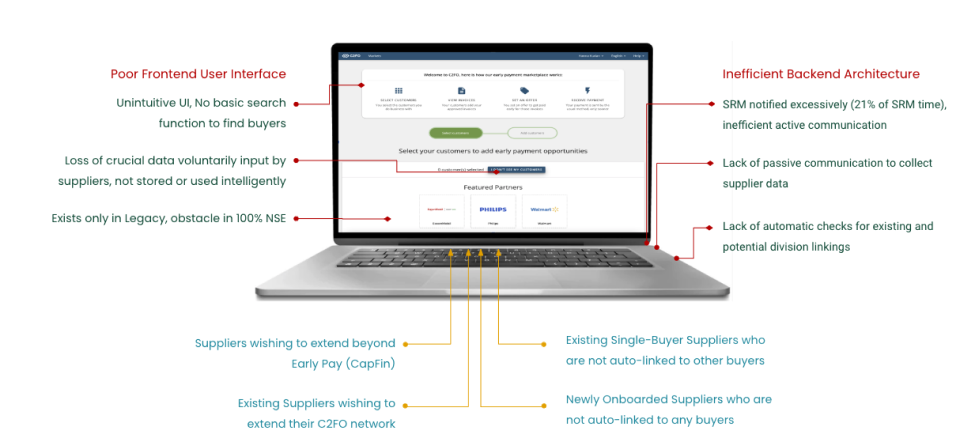 Poor Frontend User Interface
Unintuitive UI, No basic search
function to find buyers
Loss of crucial data voluntarily input by
suppliers, not stored or used intelligently
Exists only in Legacy, obstacle in 100% NSE
C2FO
Welcome to C2FO, here is how our early payment marketplace works:
Select your customers to add early payment opportunities
0 customer(s) selected
Featured Partners
PHILIPS
Walmart
Philips
Walmart
Inefficient Backend Architecture
SRM notified excessively (21% of SRM time),
inefficient active communication
Lack of passive communication to collect
supplier data
Lack of automatic checks for existing and
potential division linkings
Suppliers wishing to extend beyond
Early Pay (CapFin)
Existing Suppliers wishing to
extend their C2FO network
Existing Single-Buyer Suppliers who
are not auto-linked to other buyers
Newly Onboarded Suppliers who are
not auto-linked to any buyers